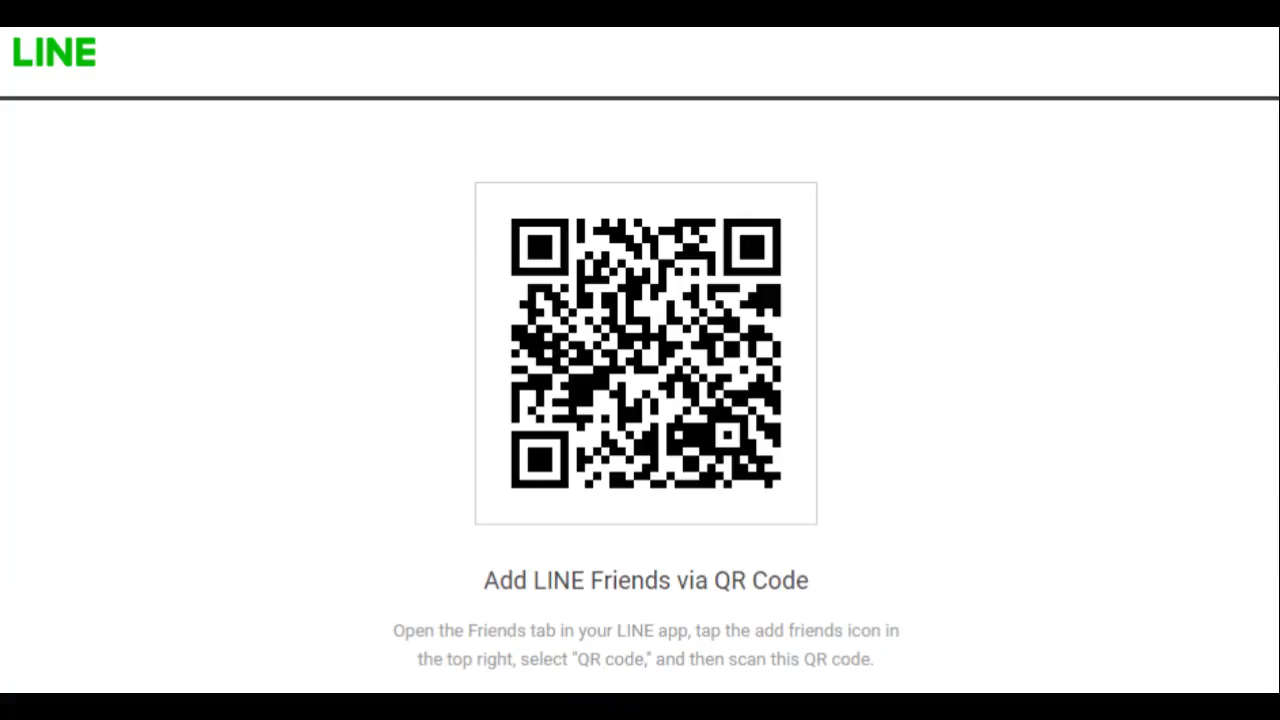 LINE
Add LINE Friends via QR Code
Open the Friends tab in your LINE app, tap the add friends icon in
the top right, select "QR code," and then scan this QR code.